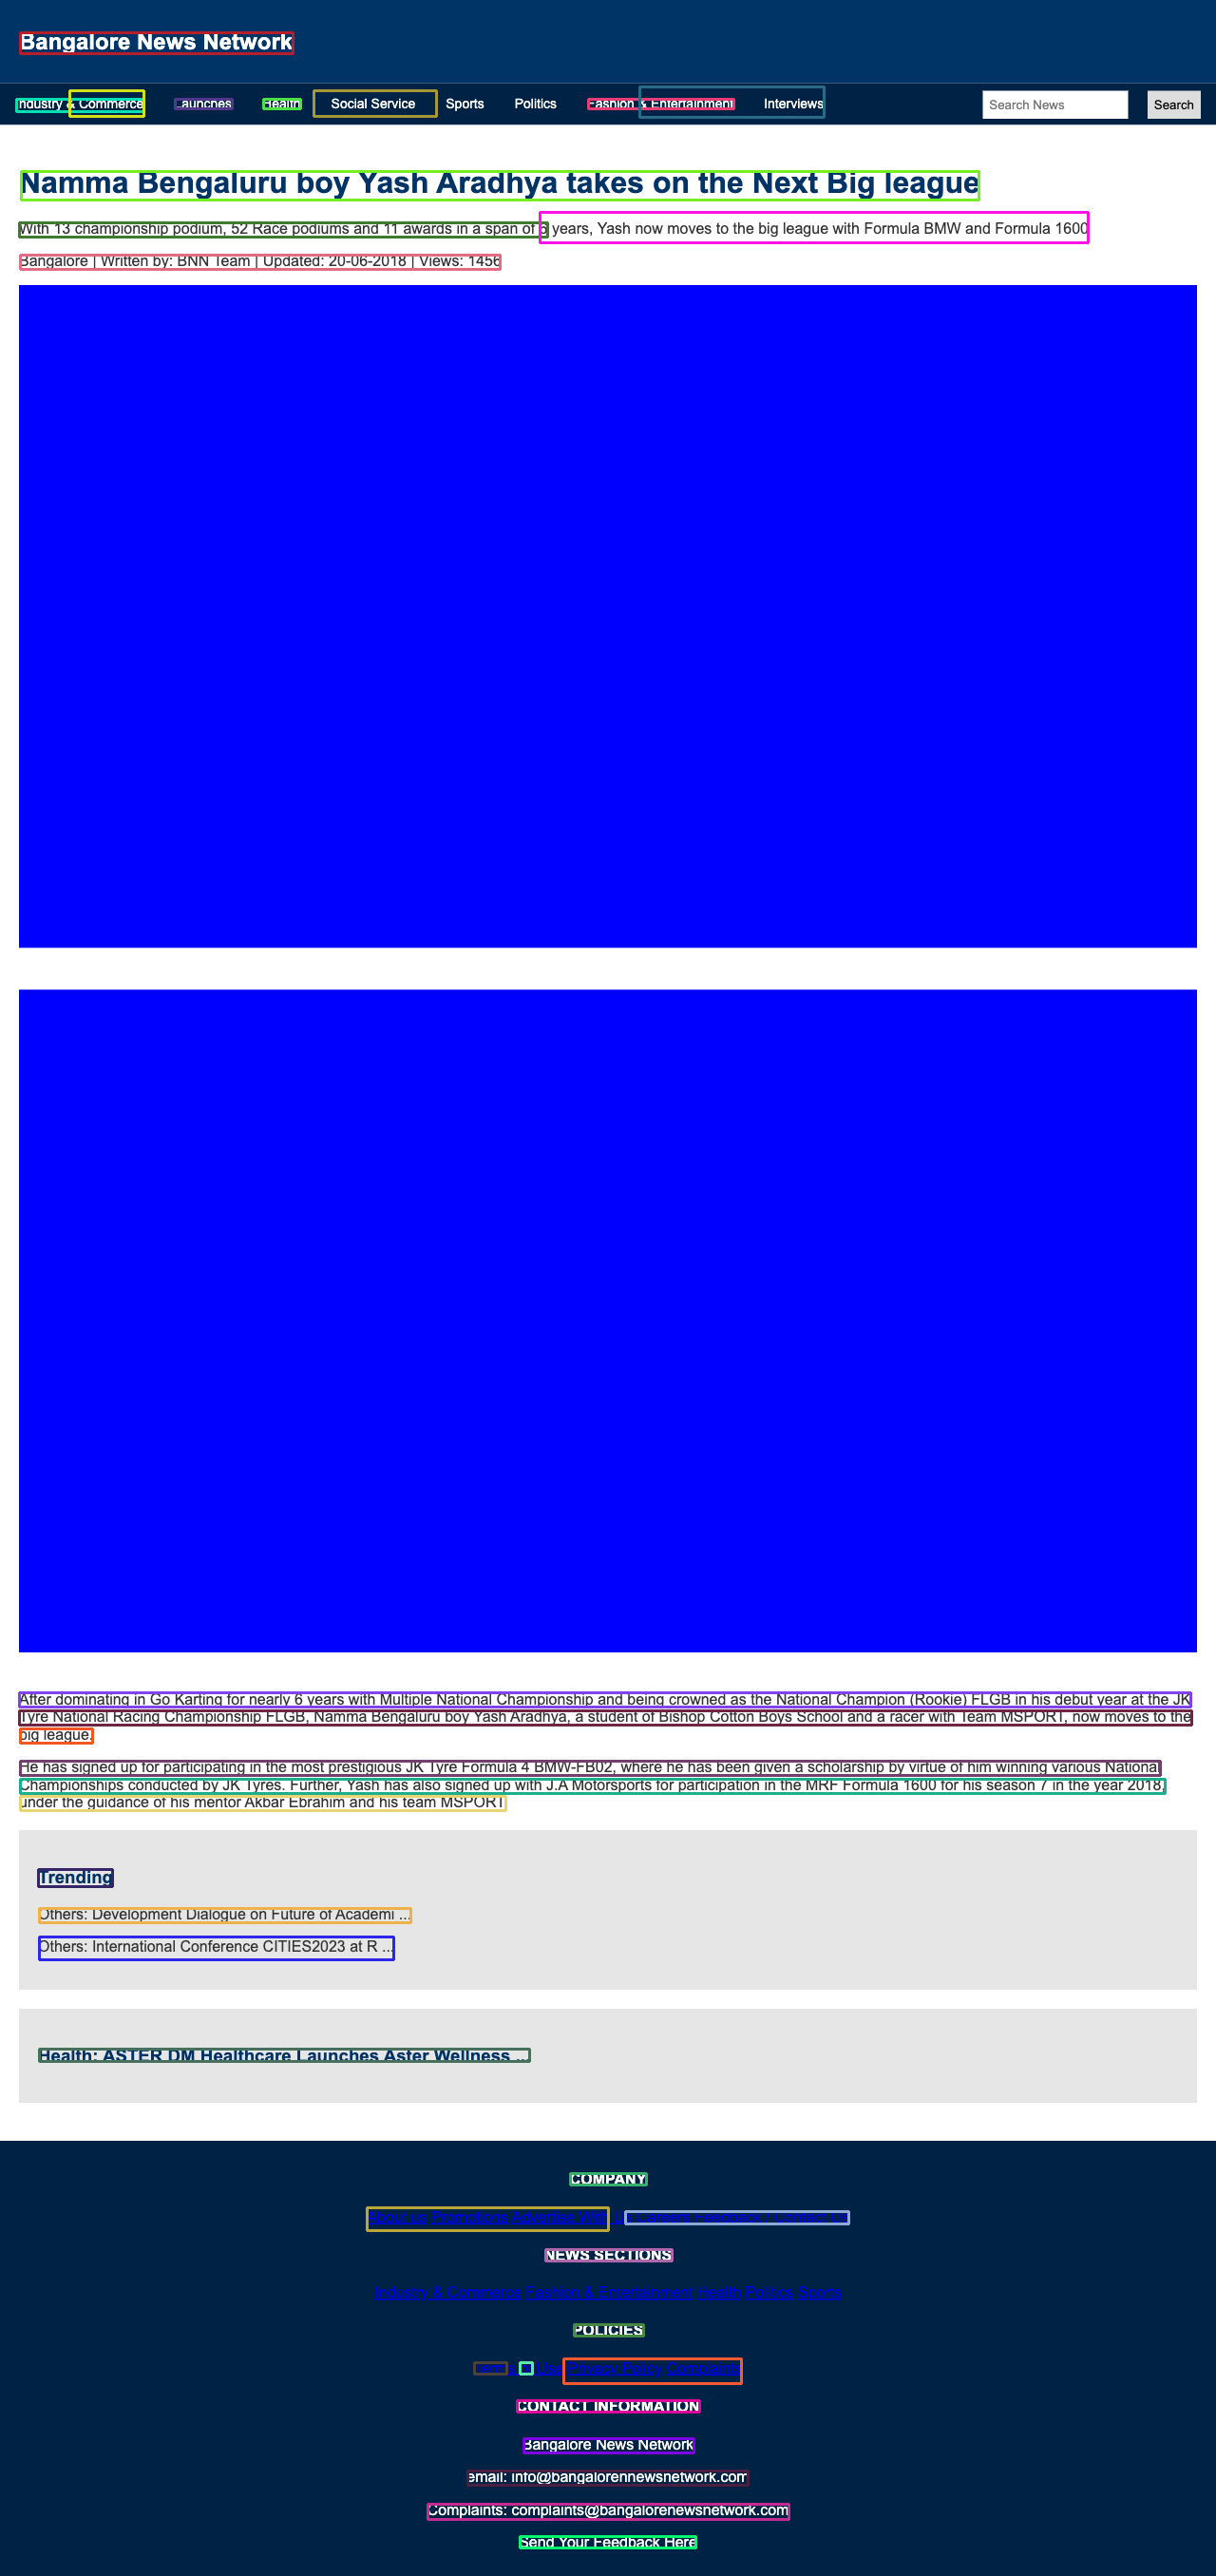 Bangalore News Network
Industry & Commerce Launches Health Social Service Sports Politics Fashion & Entertainment Interviews Search News Search
Namma Bengaluru boy Yash Aradhya takes on the Next Big league
With 13 championship podium, 52 Race podiums and 11 awards in a span of 6 years, Yash now moves to the big league with Formula BMW and Formula 1600
Bangalore | Written by: BNN Team | Updated: 20-06-2018 | Views: 1456
After dominating in Go Karting for nearly 6 years with Multiple National Championship and being crowned as the National Champion (Rookie) FLGB in his debut year at the JK
Tyre National Racing Championship FLGB, Namma Bengaluru boy Yash Aradhya, a student of Bishop Cotton Boys School and a racer with Team MSPORT, now moves to the
big league.
He has signed up for participating in the most prestigious JK Tyre Formula 4 BMW-FB02, where he has been given a scholarship by virtue of him winning various National
Championships conducted by JK Tyres. Further, Yash has also signed up with J.A Motorsports for participation in the MRF Formula 1600 for his season 7 in the year 2018,
under the guidance of his mentor Akbar Ebrahim and his team MSPORT
Trending
Others: Development Dialogue on Future of Academi ...
Others: International Conference CITIES2023 at R ...
Health: ASTER DM Healthcare Launches Aster Wellness ...
COMPANY
About us Promotions Advertise With Us Careers Feedback / Contact Us
NEWS SECTIONS
Industry & Commerce Fashion & Entertainment Health Politics Sports
POLICIES
Use Privacy Policy Complaints
CONTACT INFORMATION
Bangalore News Network
email: info@bangalorennewsnetwork.com
Complaints: complaints@bangalorenewsnetwork.com
Send Your Feedback Here